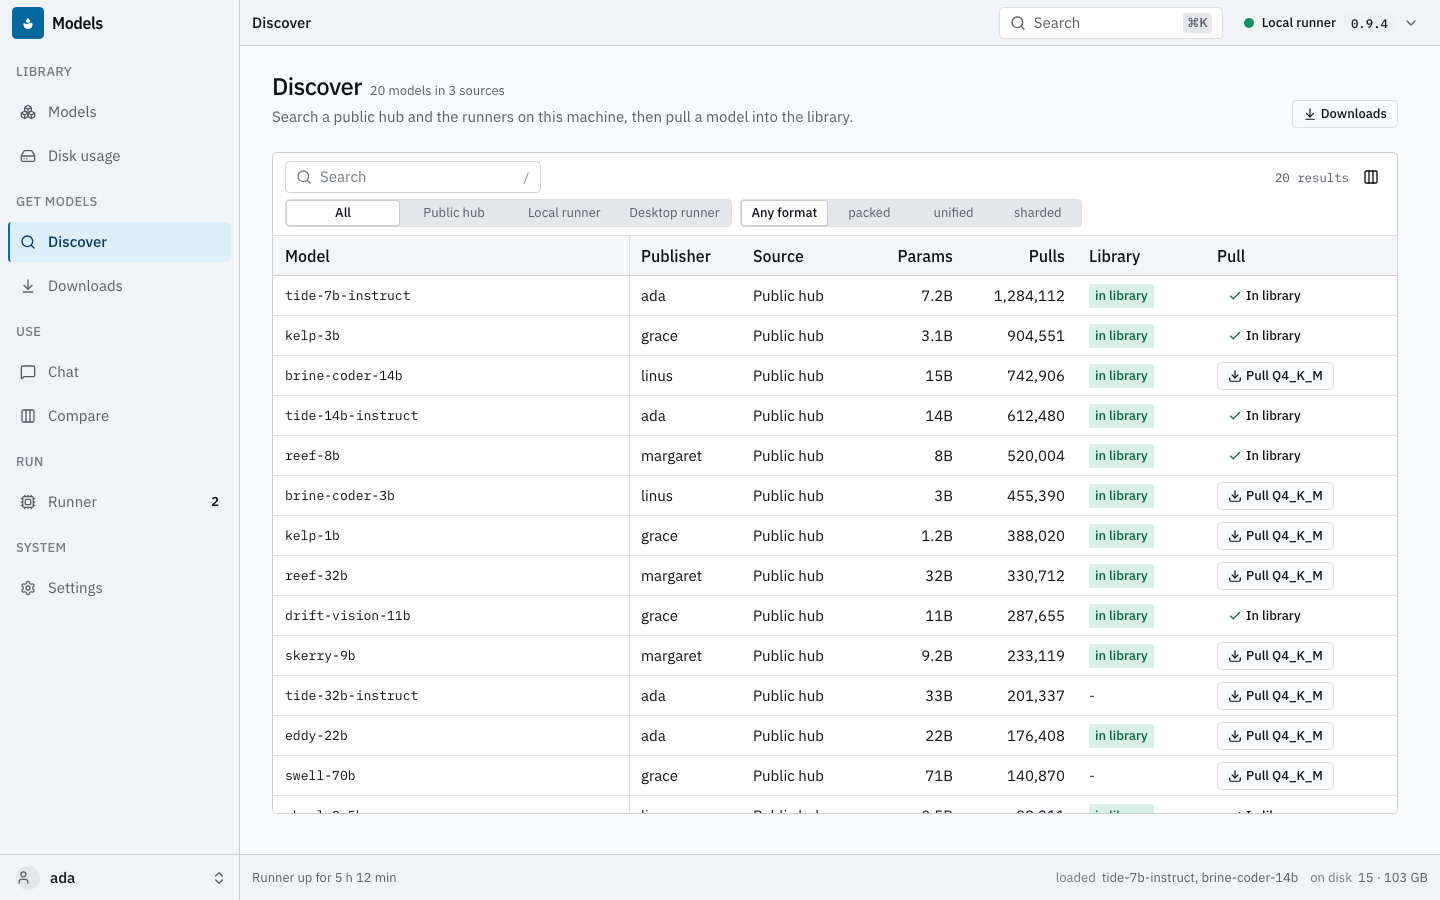 Models
LIBRARY
Models
Disk usage
GET MODELS
Discover
Downloads
USE
Chat
Compare
RUN
Runner 2
SYSTEM
Settings
ada
Discover
Search ⌘K
Local runner 0.9.4
Discover 20 models in 3 sources
Search a public hub and the runners on this machine, then pull a model into the library.
Downloads
Search /
20 results
All Public hub Local runner Desktop runner Any format packed unified sharded
Model Publisher Source Params Pulls Library Pull
tide-7b-instruct ada Public hub 7.2B 1,284,112 in library In library
kelp-3b grace Public hub 3.1B 904,551 in library In library
brine-coder-14b linus Public hub 15B 742,906 in library Pull Q4_K_M
tide-14b-instruct ada Public hub 14B 612,480 in library In library
reef-8b margaret Public hub 8B 520,004 in library In library
brine-coder-3b linus Public hub 3B 455,390 in library Pull Q4_K_M
kelp-1b grace Public hub 1.2B 388,020 in library Pull Q4_K_M
reef-32b margaret Public hub 32B 330,712 in library Pull Q4_K_M
drift-vision-11b grace Public hub 11B 287,655 in library In library
skerry-9b margaret Public hub 9.2B 233,119 in library Pull Q4_K_M
tide-32b-instruct ada Public hub 33B 201,337 - Pull Q4_K_M
eddy-22b ada Public hub 22B 176,408 in library Pull Q4_K_M
swell-70b grace Public hub 71B 140,870 - Pull Q4_K_M
Runner up for 5 h 12 min
loaded tide-7b-instruct, brine-coder-14b on disk 15 · 103 GB